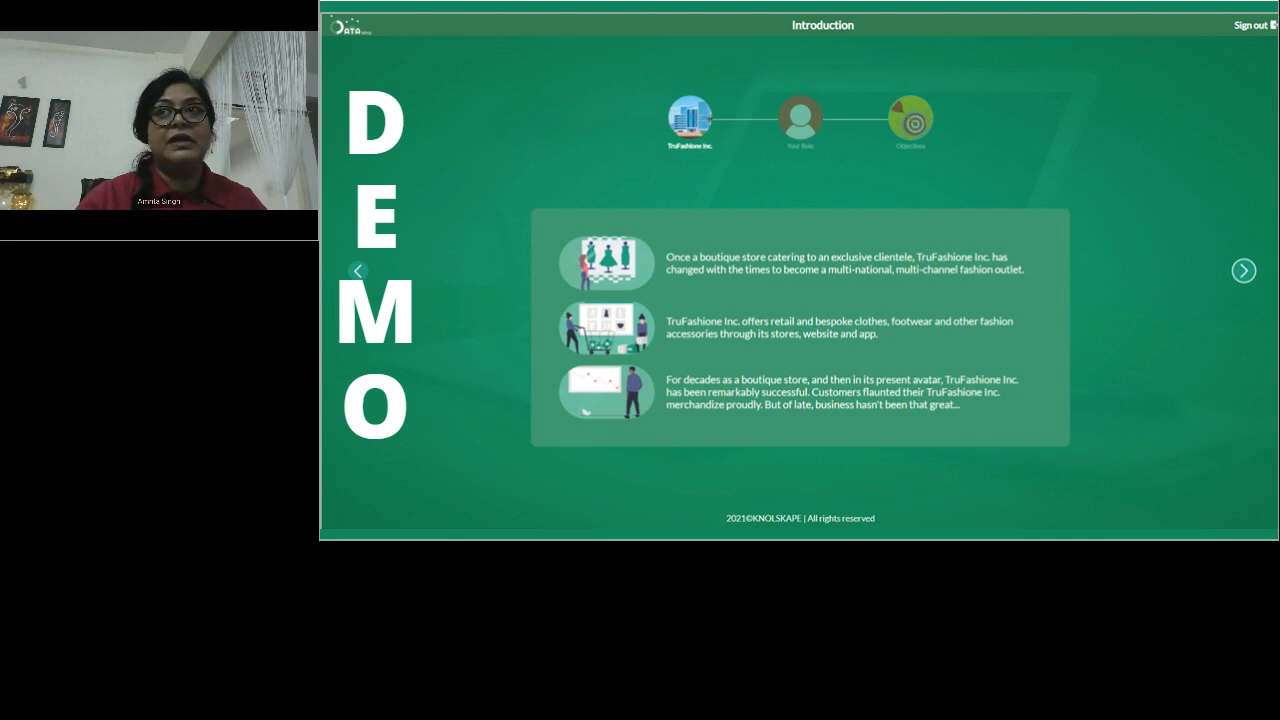 Introduction
Sign out
DATA
D
E
M
O
TruFashione Inc.
Your Role
Objectives
Once a boutique store catering to an exclusive clientele, TruFashione Inc. has
changed with the times to become a multi-national, multi-channel fashion outlet.
TruFashione Inc. offers retail and bespoke clothes, footwear and other fashion
accessories through its stores, website and app.
For decades as a boutique store, and then in its present avatar, TruFashione Inc.
has been remarkably successful. Customers flaunted their TruFashione Inc.
merchandize proudly. But of late, business hasn't been that great...
Amrita Singh
2021©KNOLSKAPE | All rights reserved